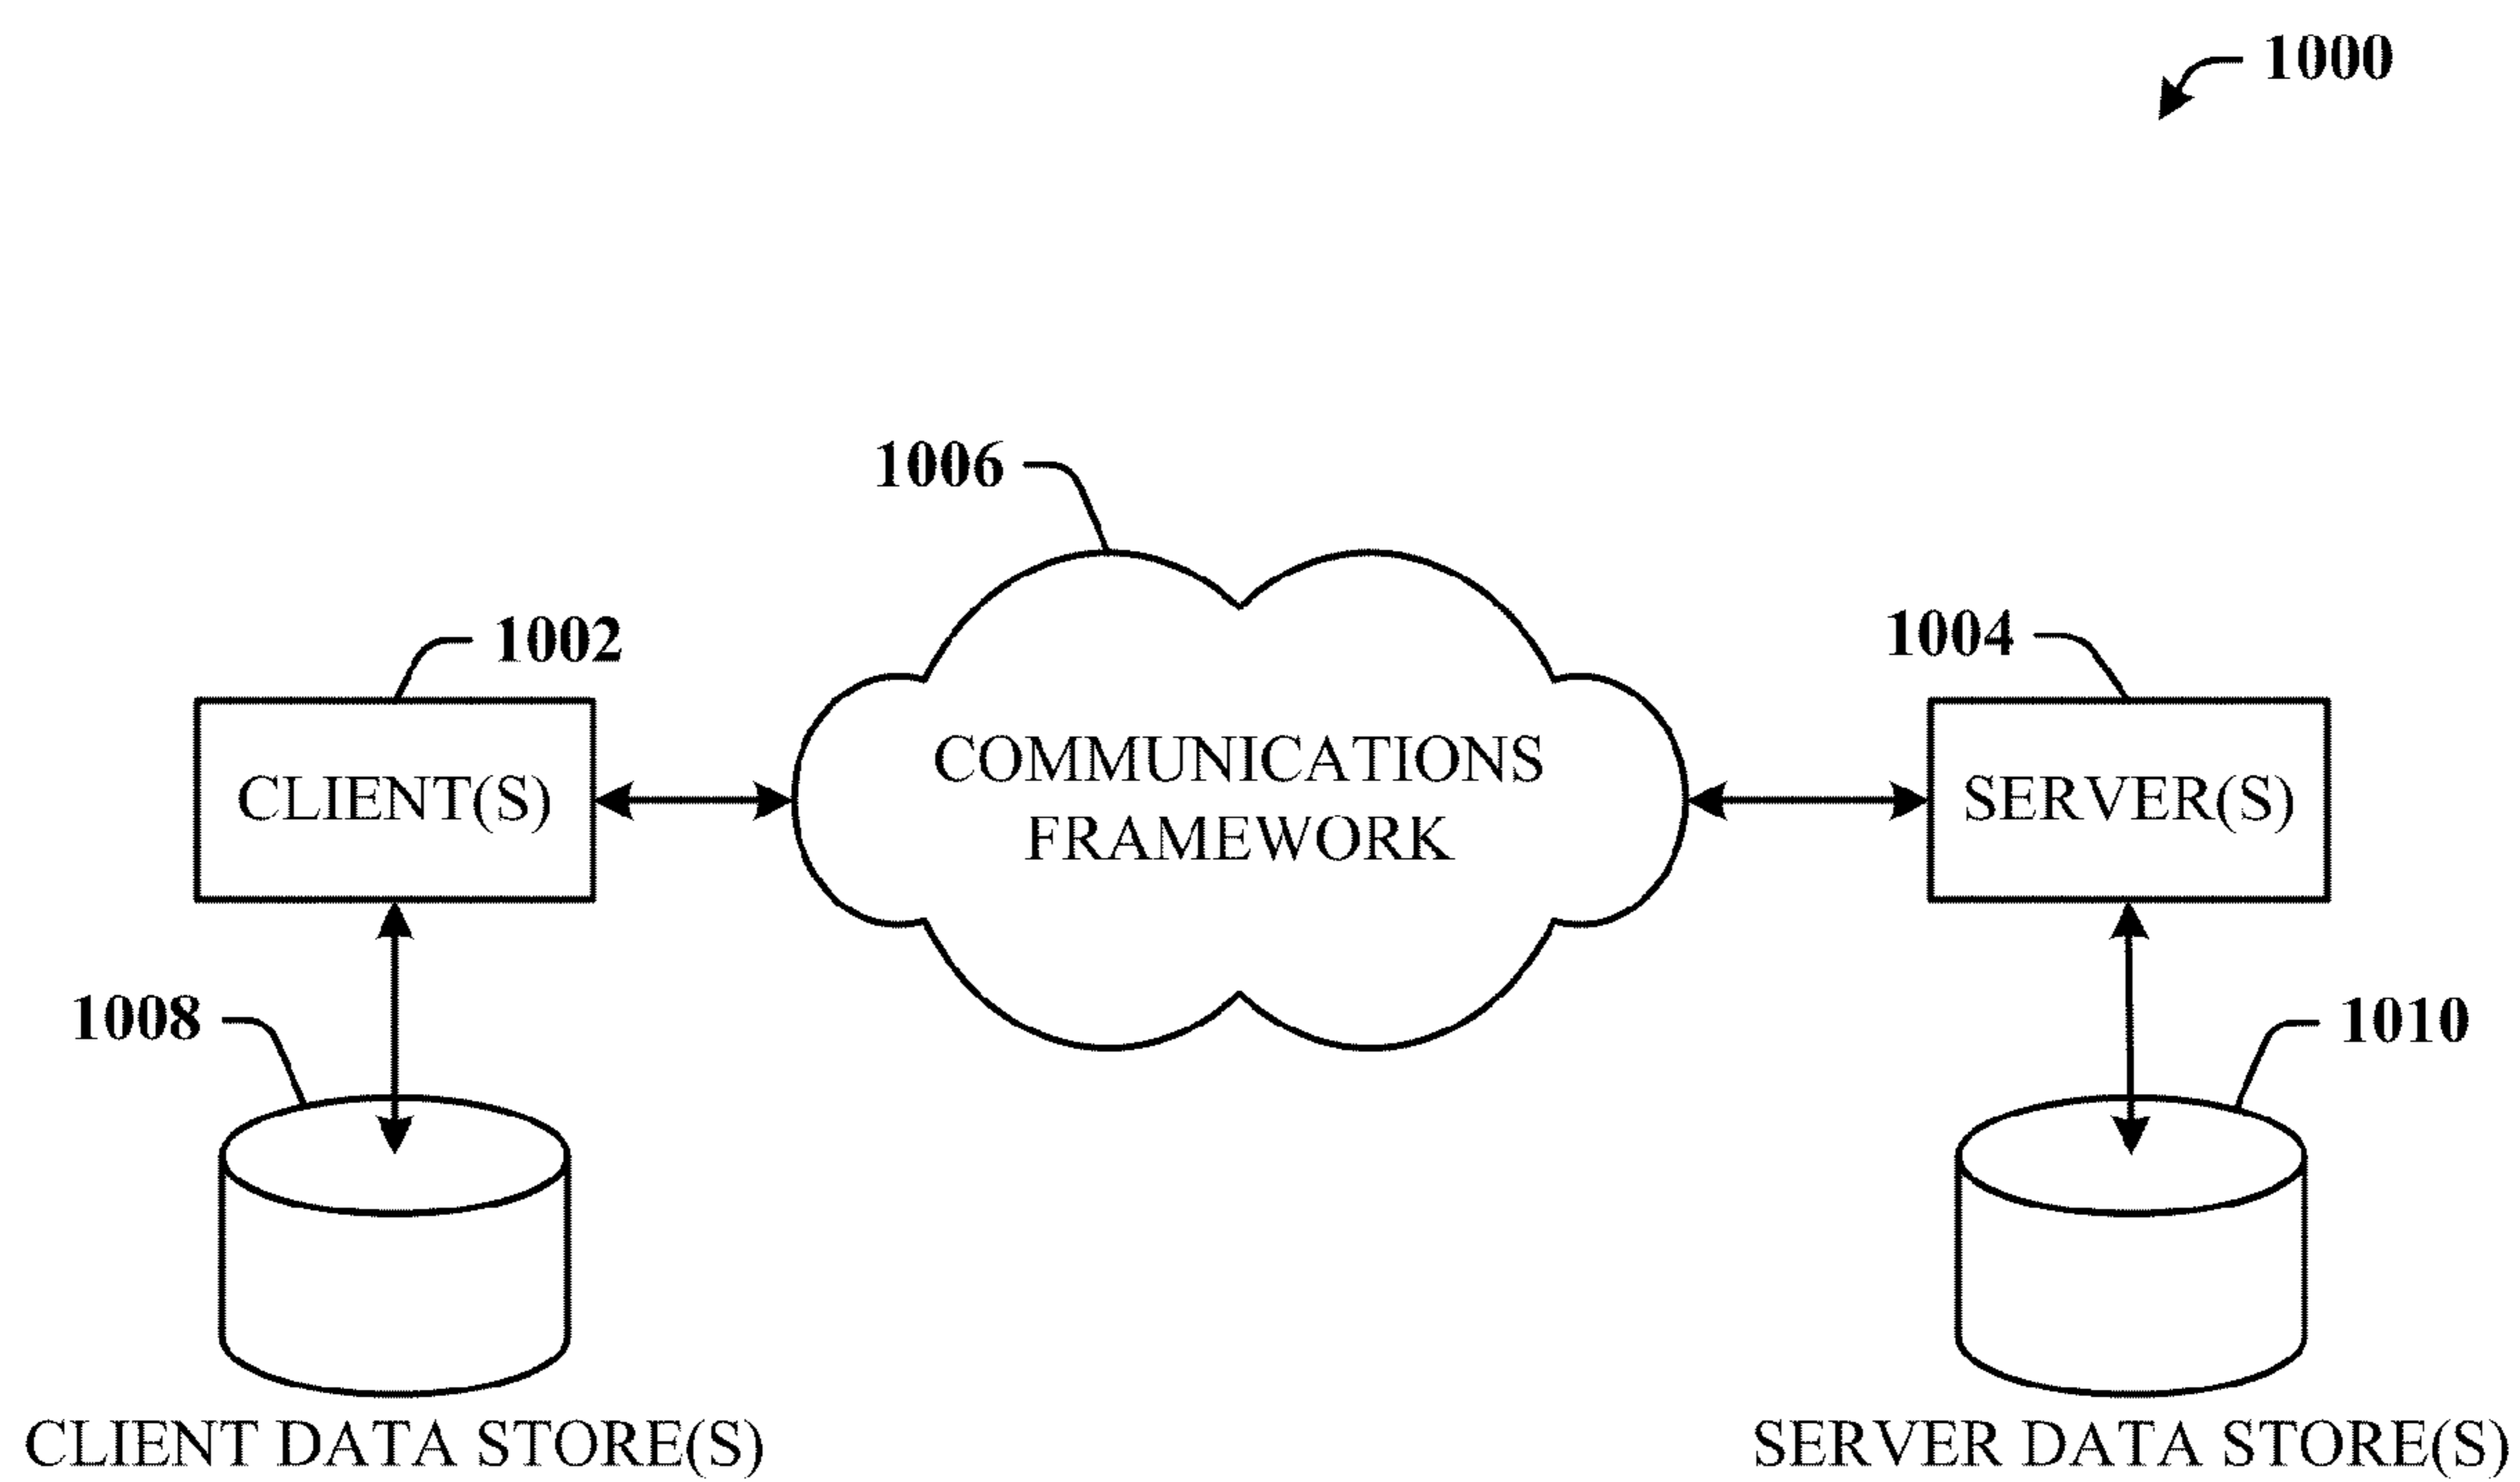 1000
1006
1002
1004
COMMUNICATIONS
FRAMEWORK
CLIENT(S)
SERVER(S)
1008
1010
CLIENT DATA STORE(S)
SERVER DATA STORE(S)